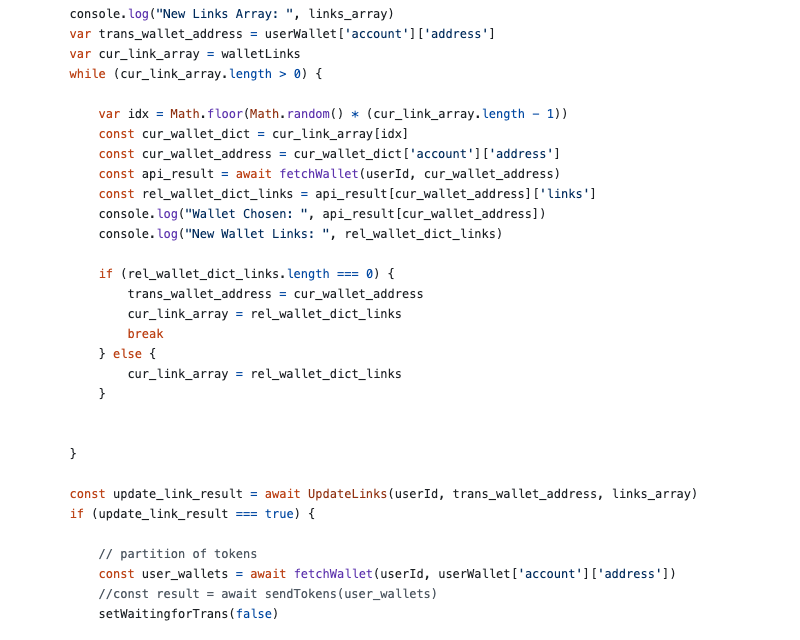 console.log("New Links Array: ", links_array)
var trans_wallet_address = userWallet['account']['address']
var cur_link_array = walletLinks
while (cur_link_array.length > 0) {
var idx = Math.floor(Math.random() * (cur_link_array.length - 1))
const cur_wallet_dict = cur_link_array[idx]
const cur_wallet_address = cur_wallet_dict['account']['address']
const api_result = await fetchWallet(userId, cur_wallet_address)
const rel_wallet_dict_links = api_result[cur_wallet_address]['links']
console.log("Wallet Chosen: ", api_result[cur_wallet_address])
console.log("New Wallet Links: ", rel_wallet_dict_links)
if (rel_wallet_dict_links.length === 0) {
trans_wallet_address = cur_wallet_address
cur_link_array = rel_wallet_dict_links
break
} else {
cur_link_array = rel_wallet_dict_links
}
}
const update_link_result = await UpdateLinks(userId, trans_wallet_address, links_array)
if (update_link_result === true) {
// partition of tokens
const user_wallets = await fetchWallet(userId, userWallet['account']['address'])
//const result = await sendTokens(user_wallets)
setWaitingforTrans(false)